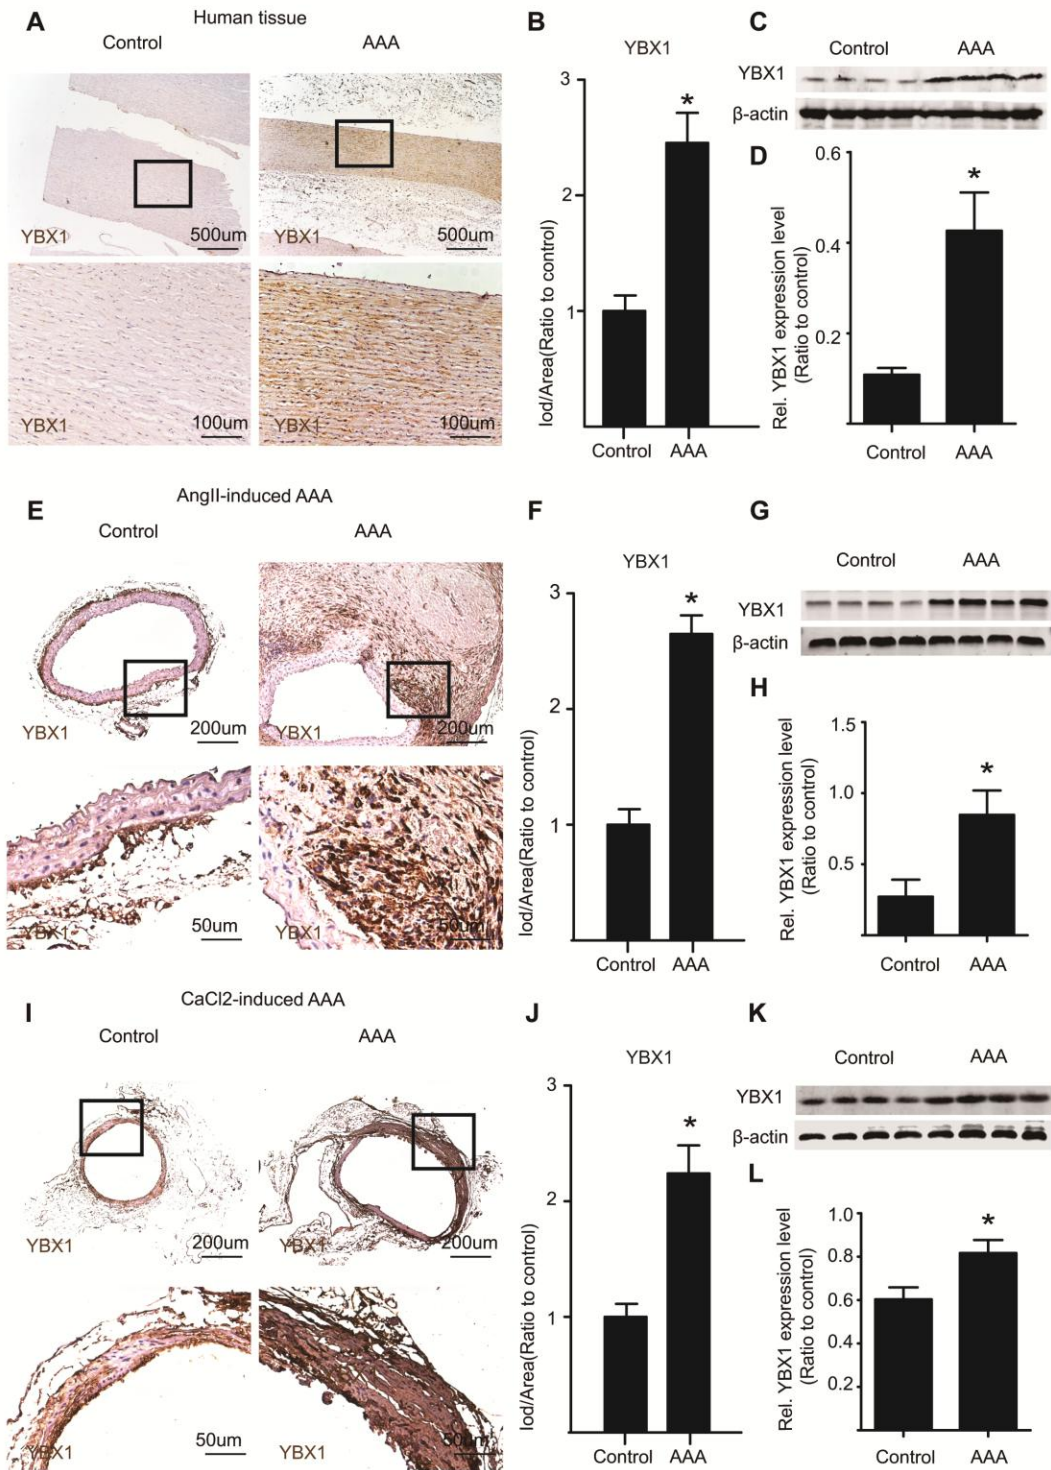 A
Human tissue
Control AAA
YBX1 500um
YBX1 500um
YBX1 100um
YBX1 100um
B
YBX1
3
2
1
Iod/Area(Ratio to control)
Control AAA
*
C
Control AAA
YBX1
β-actin
D
0.6
0.4
0.2
Rel. YBX1 expression level
(Ratio to control)
Control AAA
*
E
AngII-induced AAA
Control AAA
YBX1 200um
YBX1 200um
YBX1 50um
YBX1 50um
F
YBX1
3
2
1
Iod/Area(Ratio to control)
Control AAA
*
G
Control AAA
YBX1
β-actin
H
1.5
1.0
0.5
Rel. YBX1 expression level
(Ratio to control)
Control AAA
*
I
CaCl2-induced AAA
Control AAA
YBX1 200um
YBX1 200um
YBX1 50um
YBX1 50um
J
YBX1
3
2
1
Iod/Area(Ratio to control)
Control AAA
*
K
Control AAA
YBX1
β-actin
L
1.0
0.8
0.6
0.4
0.2
Rel. YBX1 expression level
(Ratio to control)
Control AAA
*